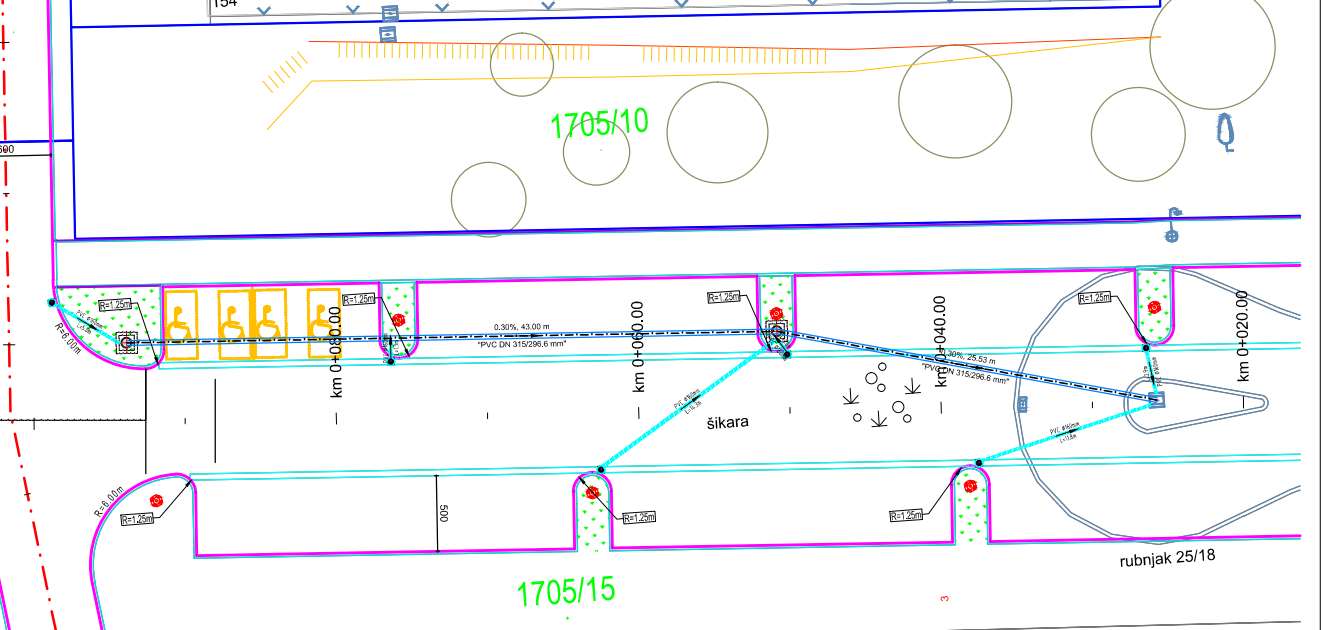 154
1705/10
600
R=1.25m
R=1.25m
R=1.25m
R=1.25m
R=6.00m
0.30%, 43.00 m
"PVC DN 315/296.6 mm"
25.53 m
"PVC DN 315/296.6 mm"
km 0+080.00
km 0+060.00
km 0+040.00
km 0+020.00
šikara
R=6.00m
R=1.25m
500
R=1.25m
R=1.25m
rubnjak 25/18
1705/15
3